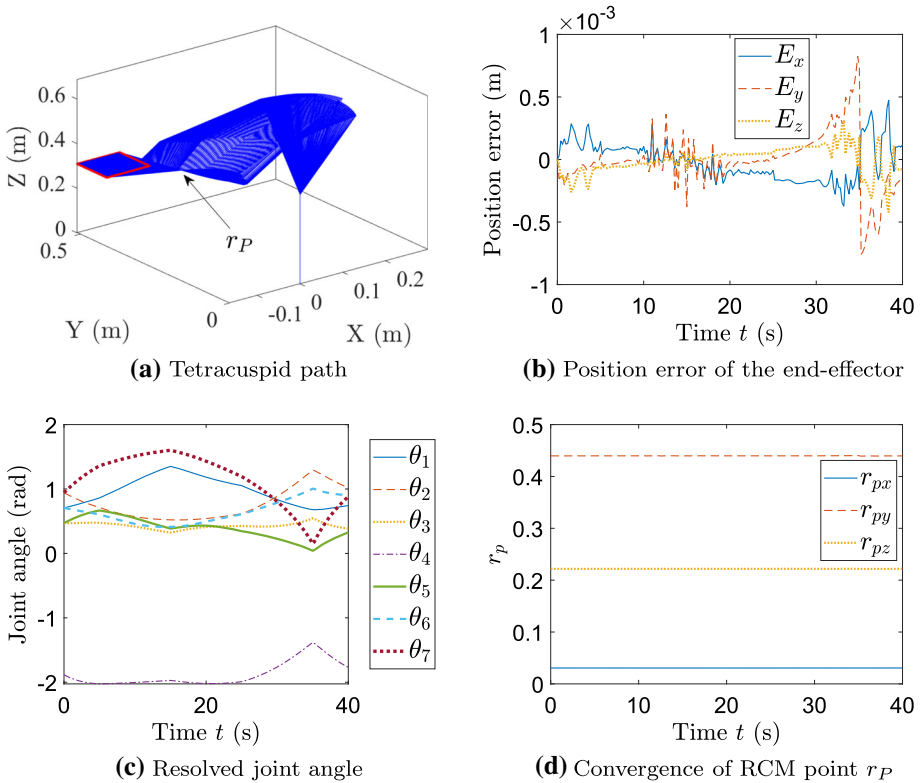 0.6
0.4
0.2
0
Z (m)
0.5
0
Y (m)
-0.1
0
0.1
0.2
X (m)
r_P
(a) Tetracuspid path
×10⁻³
1
0.5
0
-0.5
-1
Position error (m)
E_x
E_y
E_z
0 10 20 30 40
Time t (s)
(b) Position error of the end-effector
2
1
0
-1
-2
Joint angle (rad)
θ_1
θ_2
θ_3
θ_4
θ_5
θ_6
θ_7
0 20 40
Time t (s)
(c) Resolved joint angle
0.5
0.4
0.3
0.2
0.1
0
r_p
r_px
r_py
r_pz
0 10 20 30 40
Time t (s)
(d) Convergence of RCM point r_P